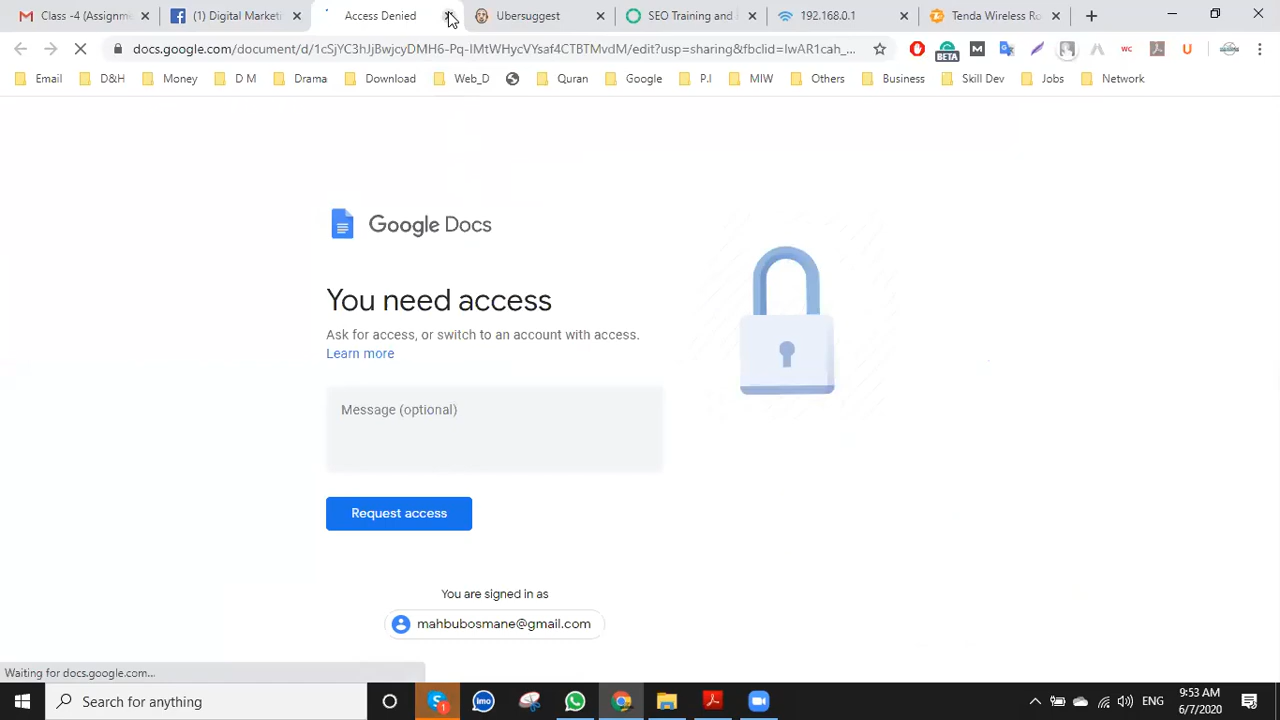 Class -4 (Assignm
(1) Digital Marketi
Access Denied
Ubersuggest
SEO Training and
192.168.0.1
Tenda Wireless Ro
docs.google.com/document/d/1cSjYC3hJjBwjcyDMH6-Pq-IMtWHycVYsaf4CTBTMvdM/edit?usp=sharing&fbclid=IwAR1cah_...
BETA
M
WC
U
Email
D&H
Money
D M
Drama
Download
Web_D
Quran
Google
P.I
MIW
Others
Business
Skill Dev
Jobs
Network
Google Docs
You need access
Ask for access, or switch to an account with access.
Learn more
Message (optional)
Request access
You are signed in as
mahbubosmane@gmail.com
Waiting for docs.google.com...
Search for anything
1
imo
ENG
9:53 AM
6/7/2020